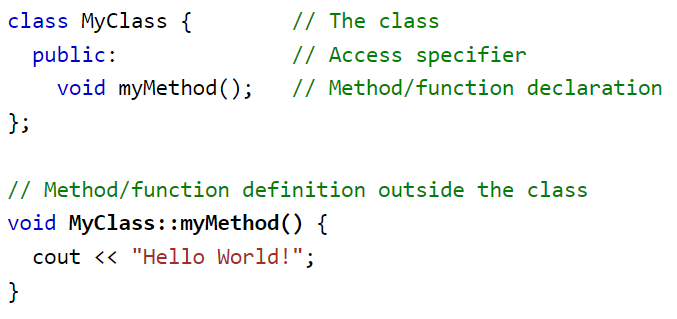 class MyClass {        // The class
  public:              // Access specifier
    void myMethod();   // Method/function declaration
};

// Method/function definition outside the class
void MyClass::myMethod() {
  cout << "Hello World!";
}